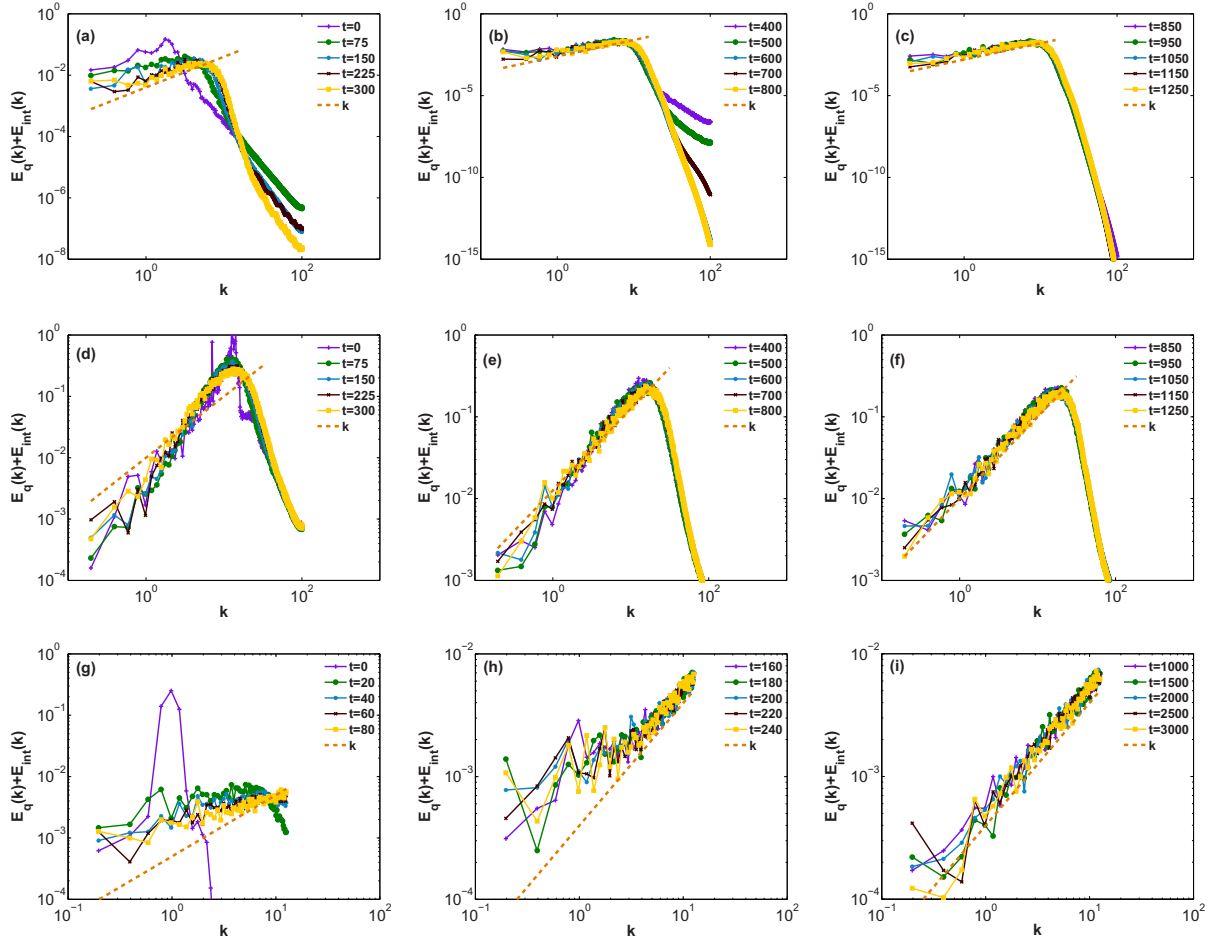 (a)
t=0
t=75
t=150
t=225
t=300
k
E_q(k)+E_int(k)
10^0
10^-2
10^-4
10^-6
10^-8
10^0
10^2
k
(b)
t=400
t=500
t=600
t=700
t=800
k
E_q(k)+E_int(k)
10^0
10^-5
10^-10
10^-15
10^0
10^2
k
(c)
t=850
t=950
t=1050
t=1150
t=1250
k
E_q(k)+E_int(k)
10^0
10^-5
10^-10
10^-15
10^0
10^2
k
(d)
t=0
t=75
t=150
t=225
t=300
k
E_q(k)+E_int(k)
10^0
10^-1
10^-2
10^-3
10^-4
10^0
10^2
k
(e)
t=400
t=500
t=600
t=700
t=800
k
E_q(k)+E_int(k)
10^0
10^-1
10^-2
10^-3
10^0
10^2
k
(f)
t=850
t=950
t=1050
t=1150
t=1250
k
E_q(k)+E_int(k)
10^0
10^-1
10^-2
10^-3
10^0
10^2
k
(g)
t=0
t=20
t=40
t=60
t=80
k
E_q(k)+E_int(k)
10^0
10^-1
10^-2
10^-3
10^-4
10^-1
10^0
10^1
10^2
k
(h)
t=160
t=180
t=200
t=220
t=240
k
E_q(k)+E_int(k)
10^-2
10^-3
10^-4
10^-1
10^0
10^1
10^2
k
(i)
t=1000
t=1500
t=2000
t=2500
t=3000
k
E_q(k)+E_int(k)
10^-2
10^-3
10^-4
10^-1
10^0
10^1
10^2
k